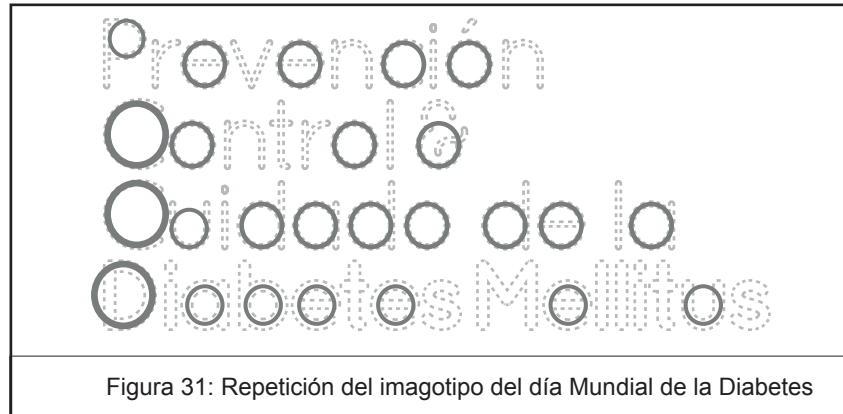 Prevención
Control &
Cuidado de la
Diabetes Mellitus
Figura 31: Repetición del imagotipo del día Mundial de la Diabetes